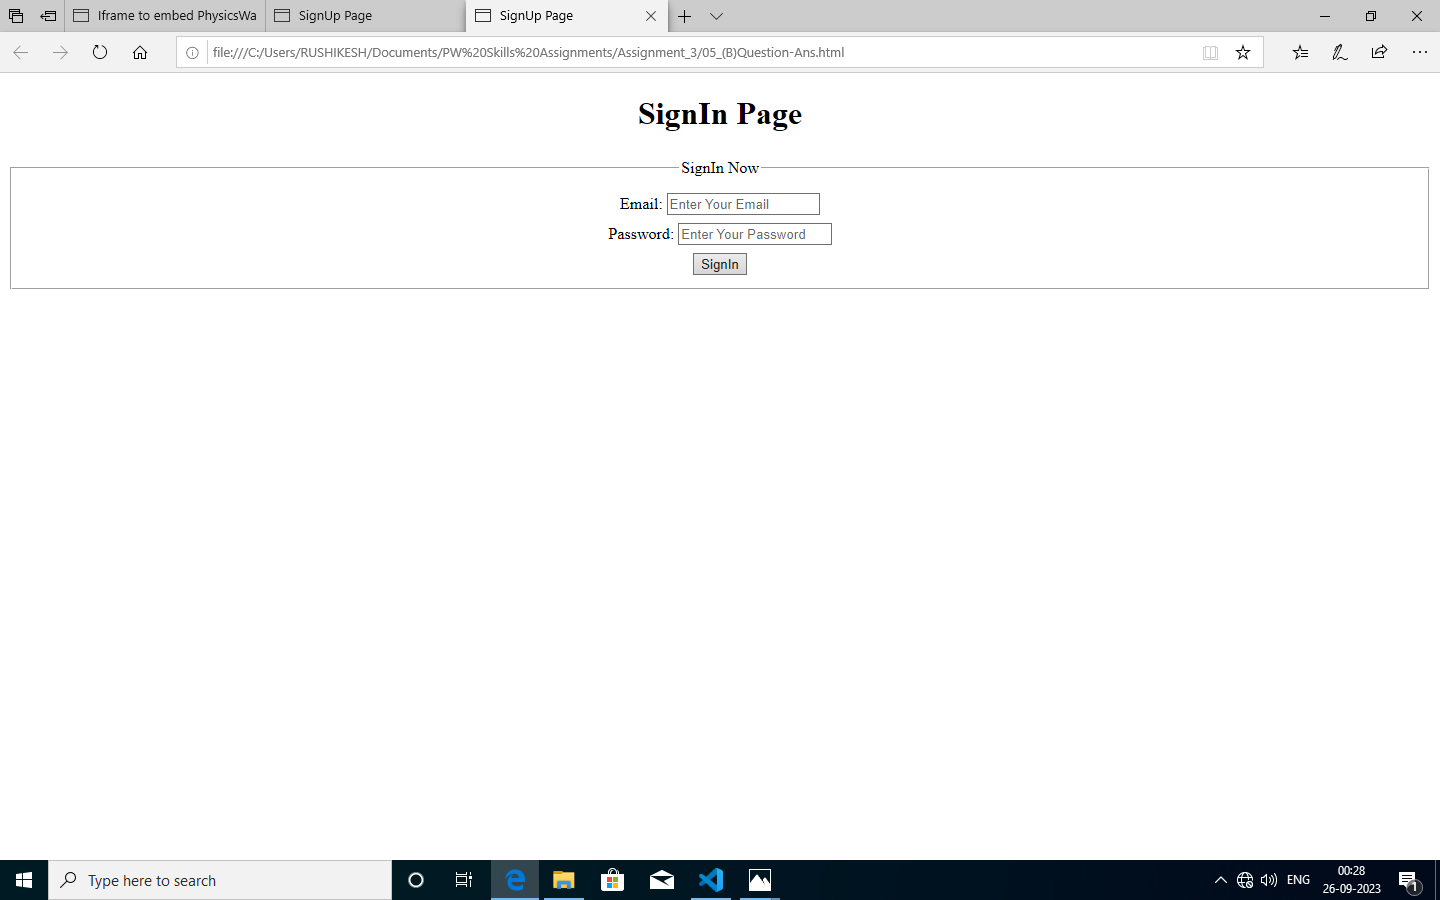 Iframe to embed PhysicsWa
SignUp Page
SignUp Page
file:///C:/Users/RUSHIKESH/Documents/PW%20Skills%20Assignments/Assignment_3/05_(B)Question-Ans.html
SignIn Page
SignIn Now
Email: Enter Your Email
Password: Enter Your Password
SignIn
Type here to search
ENG
00:28
26-09-2023
1